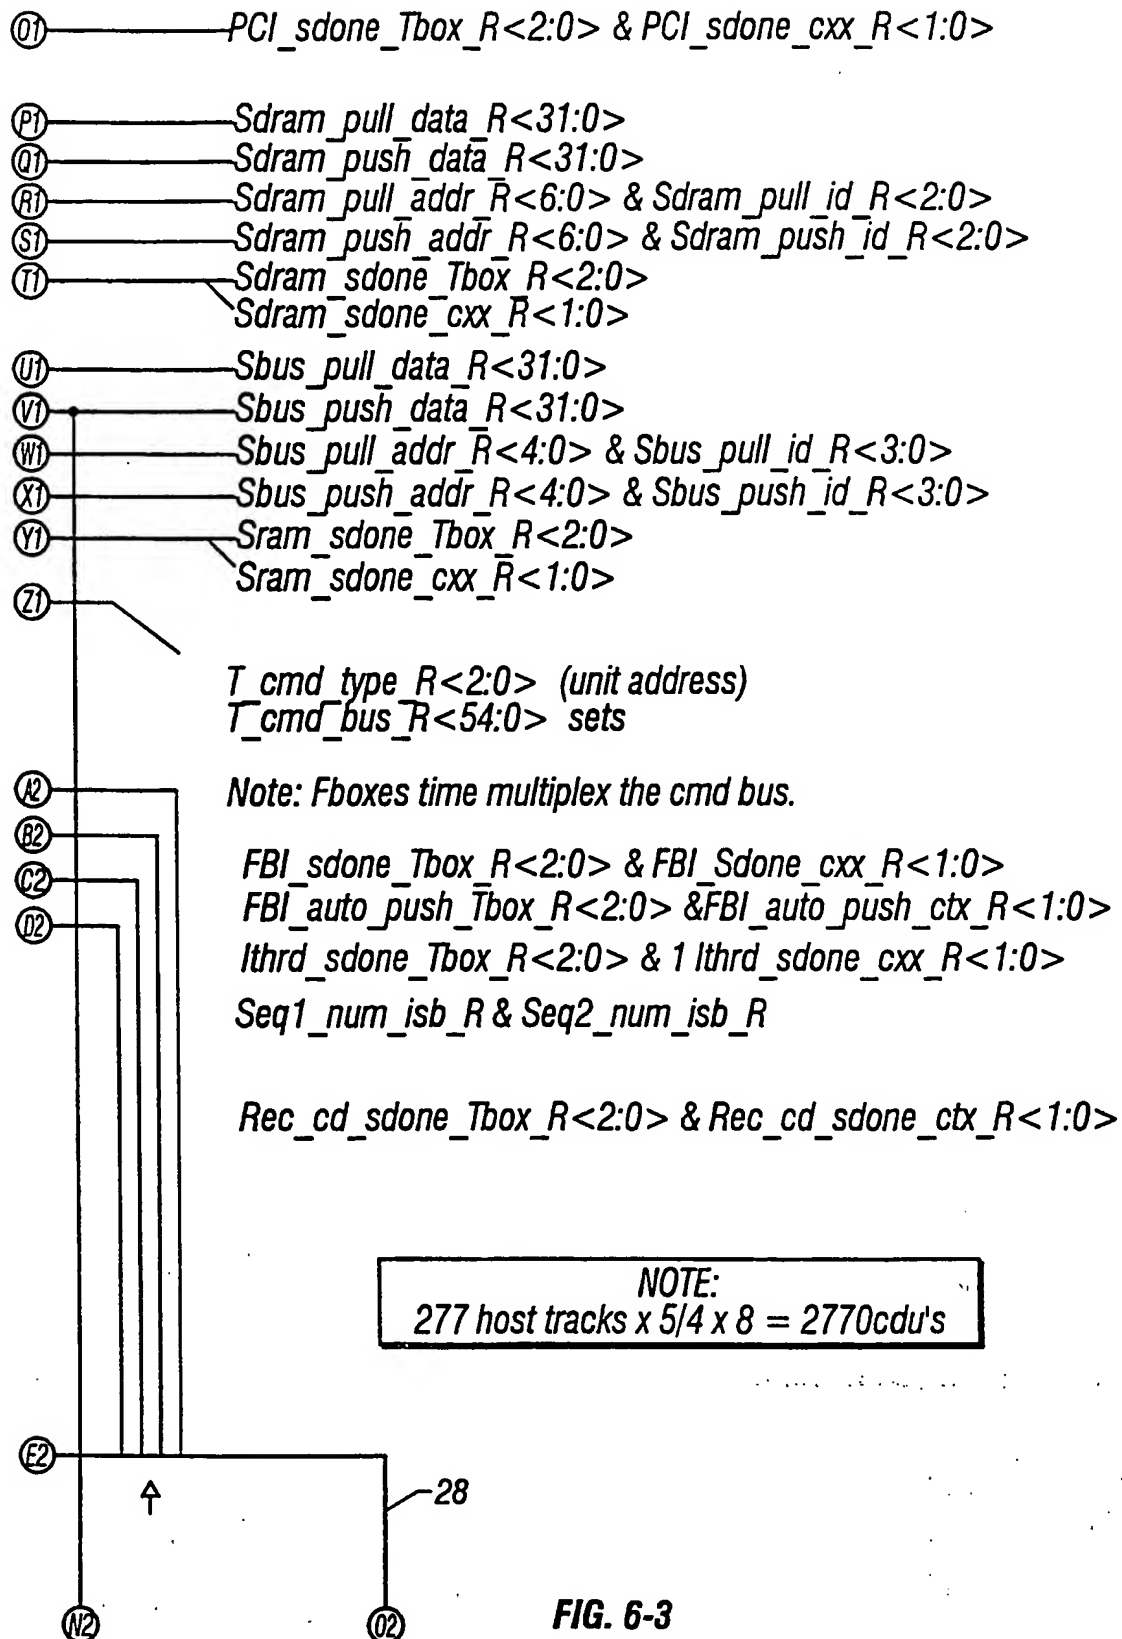 O1 PCI_sdone_Tbox_R<2:0> & PCI_sdone_cxx_R<1:0>
P1 Sdram_pull_data_R<31:0>
Q1 Sdram_push_data_R<31:0>
R1 Sdram_pull_addr_R<6:0> & Sdram_pull_id_R<2:0>
S1 Sdram_push_addr_R<6:0> & Sdram_push_id_R<2:0>
T1 Sdram_sdone_Tbox_R<2:0>
Sdram_sdone_cxx_R<1:0>
U1 Sbus_pull_data_R<31:0>
V1 Sbus_push_data_R<31:0>
W1 Sbus_pull_addr_R<4:0> & Sbus_pull_id_R<3:0>
X1 Sbus_push_addr_R<4:0> & Sbus_push_id_R<3:0>
Y1 Sram_sdone_Tbox_R<2:0>
Sram_sdone_cxx_R<1:0>
Z1
T_cmd_type_R<2:0> (unit address)
T_cmd_bus_R<54:0> sets
A2 Note: Fboxes time multiplex the cmd bus.
B2
FBI_sdone_Tbox_R<2:0> & FBI_Sdone_cxx_R<1:0>
C2
FBI_auto_push_Tbox_R<2:0> &FBI_auto_push_ctx_R<1:0>
D2
Ithrd_sdone_Tbox_R<2:0> & 1 Ithrd_sdone_cxx_R<1:0>
Seq1_num_isb_R & Seq2_num_isb_R
Rec_cd_sdone_Tbox_R<2:0> & Rec_cd_sdone_ctx_R<1:0>
NOTE:
277 host tracks x 5/4 x 8 = 2770cdu's
E2
28
N2 O2 FIG. 6-3